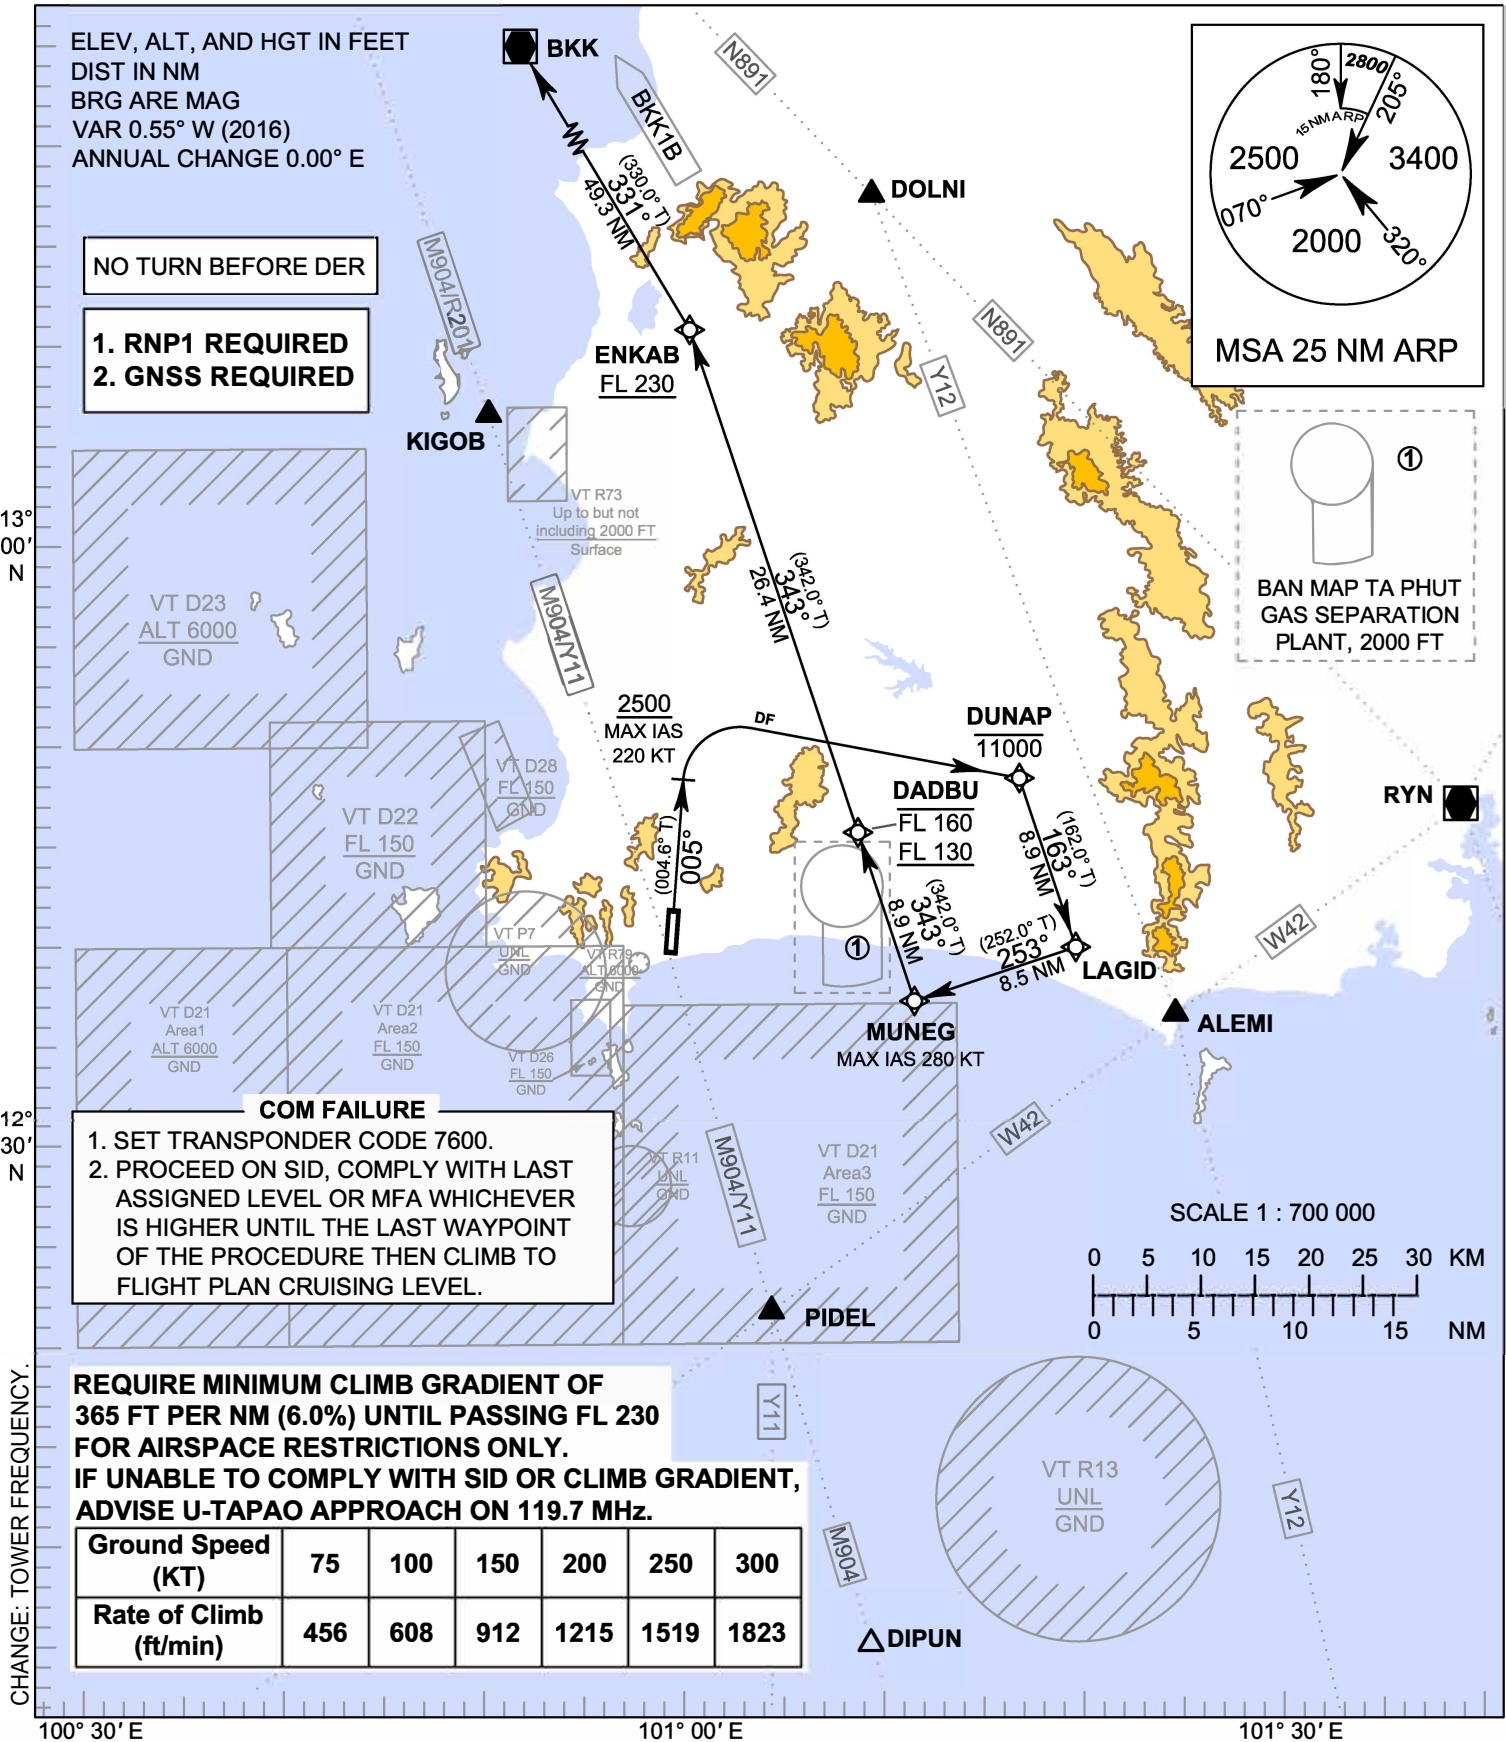 ELEV, ALT, AND HGT IN FEET
DIST IN NM
BRG ARE MAG
VAR 0.55° W (2016)
ANNUAL CHANGE 0.00° E
NO TURN BEFORE DER
1. RNP1 REQUIRED
2. GNSS REQUIRED
BKK
BKK1B
N891
(330.0° T)
331°
49.3 NM
DOLNI
180°
2800
205°
15 NM ARP
2500
3400
070°
2000
320°
MSA 25 NM ARP
M904/R201
KIGOB
ENKAB
FL 230
N891
Y12
①
BAN MAP TA PHUT
GAS SEPARATION
PLANT, 2000 FT
VT R73
Up to but not
including 2000 FT
Surface
13°
00′
N
VT D23
ALT 6000
GND
M904/Y11
(342.0° T)
343°
26.4 NM
2500
MAX IAS
220 KT
DF
DUNAP
11000
DADBU
FL 160
FL 130
RYN
VT D28
FL 150
GND
VT D22
FL 150
GND
(004.6° T)
005°
(162.0° T)
163°
8.9 NM
(342.0° T)
343°
8.9 NM
(252.0° T)
253°
8.5 NM
①
LAGID
W42
VT P7
UNL
GND
VT R79
ALT 6000
GND
VT D21
Area1
ALT 6000
GND
VT D21
Area2
FL 150
GND
VT D26
FL 150
GND
MUNEG
MAX IAS 280 KT
ALEMI
12°
30′
N
COM FAILURE
1. SET TRANSPONDER CODE 7600.
2. PROCEED ON SID, COMPLY WITH LAST
ASSIGNED LEVEL OR MFA WHICHEVER
IS HIGHER UNTIL THE LAST WAYPOINT
OF THE PROCEDURE THEN CLIMB TO
FLIGHT PLAN CRUISING LEVEL.
VT R11
UNL
GND
M904/Y11
VT D21
Area3
FL 150
GND
W42
PIDEL
SCALE 1 : 700 000
0 5 10 15 20 25 30 KM
0 5 10 15 NM
REQUIRE MINIMUM CLIMB GRADIENT OF
365 FT PER NM (6.0%) UNTIL PASSING FL 230
FOR AIRSPACE RESTRICTIONS ONLY.
IF UNABLE TO COMPLY WITH SID OR CLIMB GRADIENT,
ADVISE U-TAPAO APPROACH ON 119.7 MHz.
Ground Speed (KT) 75 100 150 200 250 300
Rate of Climb (ft/min) 456 608 912 1215 1519 1823
Y11
M904
DIPUN
VT R13
UNL
GND
Y12
CHANGE: TOWER FREQUENCY.
100° 30′ E
101° 00′ E
101° 30′ E